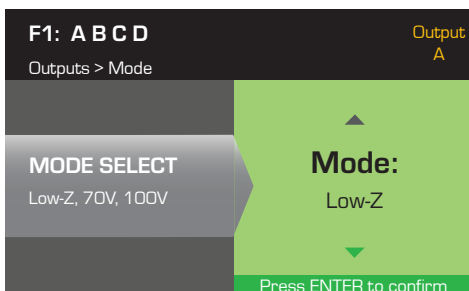 F1: A B C D
Output
A
Outputs > Mode
MODE SELECT
Low-Z, 70V, 100V
Mode:
Low-Z
Press ENTER to confirm